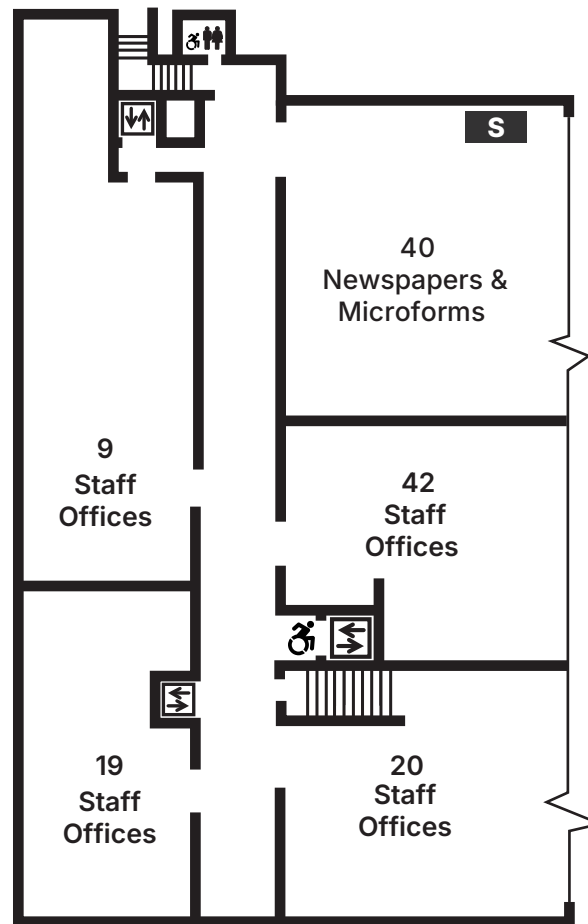 S
40
Newspapers &
Microforms
9
Staff
Offices
42
Staff
Offices
19
Staff
Offices
20
Staff
Offices